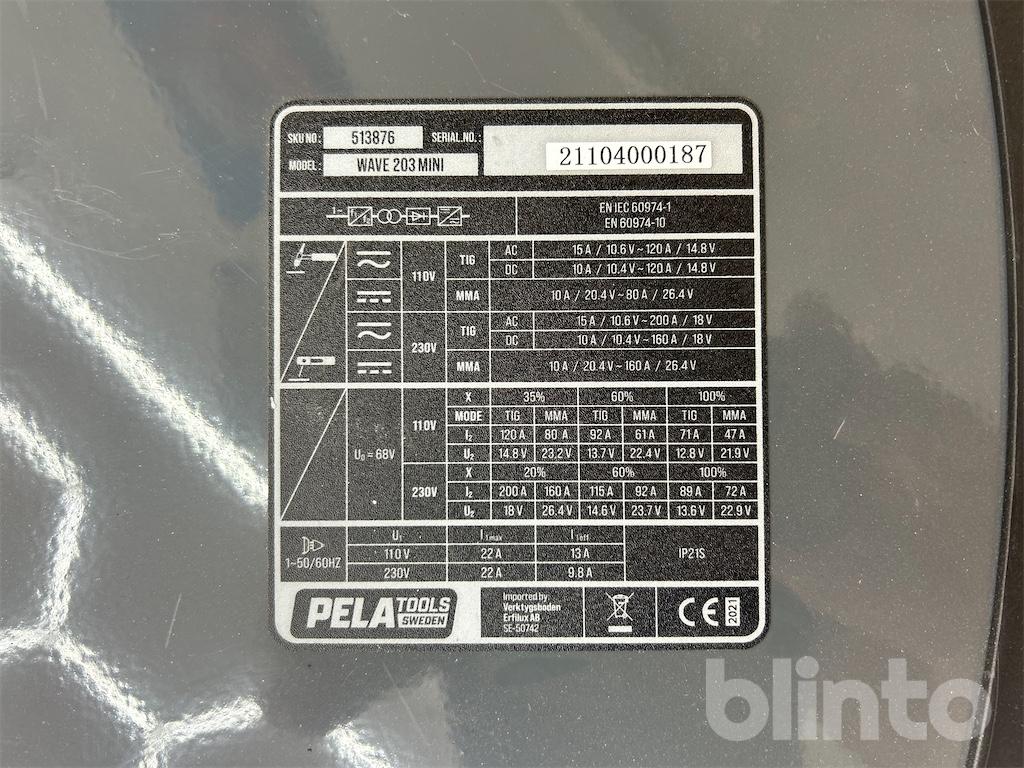 SKU NO : 513876 SERIAL NO. : 21104000187
MODEL : WAVE 203 MINI
EN IEC 60974-1
EN 60974-10
110V TIG AC 15 A / 10.6 V ~ 120 A / 14.8 V
DC 10 A / 10.4 V ~ 120 A / 14.8 V
MMA 10 A / 20.4 V ~ 80 A / 26.4 V
230V TIG AC 15 A / 10.6 V ~ 200 A / 18 V
DC 10 A / 10.4 V ~ 160 A / 18 V
MMA 10 A / 20.4 V ~ 160 A / 26.4 V
U₀ = 68V
110V X 35% 60% 100%
MODE TIG MMA TIG MMA TIG MMA
I₂ 120 A 80 A 92 A 61 A 71 A 47 A
U₂ 14.8 V 23.2 V 13.7 V 22.4 V 12.8 V 21.9 V
230V X 20% 60% 100%
I₂ 200 A 160 A 115 A 92 A 89 A 72 A
U₂ 18 V 26.4 V 14.6 V 23.7 V 13.6 V 22.9 V
1~50/60HZ
U₁ I₁max I₁eff
110 V 22 A 13 A
230V 22 A 9.8 A
IP21S
PELA TOOLS
SWEDEN
Imported by:
Verktygsboden
Erfilux AB
SE-50742
CE 2021
blinto